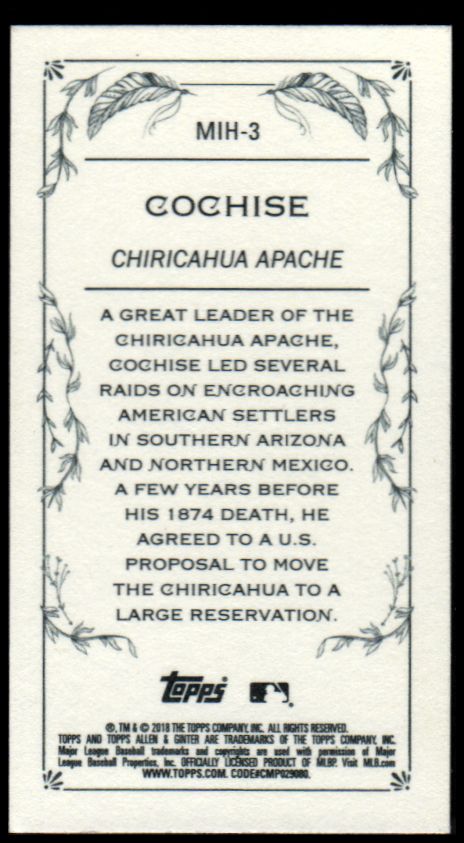 MIH-3
COCHISE
CHIRICAHUA APACHE
A GREAT LEADER OF THE
CHIRICAHUA APACHE,
COCHISE LED SEVERAL
RAIDS ON ENCROACHING
AMERICAN SETTLERS
IN SOUTHERN ARIZONA
AND NORTHERN MEXICO.
A FEW YEARS BEFORE
HIS 1874 DEATH, HE
AGREED TO A U.S.
PROPOSAL TO MOVE
THE CHIRICAHUA TO A
LARGE RESERVATION.
Topps
®, TM & © 2018 THE TOPPS COMPANY, INC. ALL RIGHTS RESERVED.
TOPPS AND TOPPS ALLEN & GINTER ARE TRADEMARKS OF THE TOPPS COMPANY, INC.
Major League Baseball trademarks and copyrights are used with permission of Major
League Baseball Properties, Inc. OFFICIALLY LICENSED PRODUCT OF MLBP. Visit MLB.com
WWW.TOPPS.COM. CODE#CMP029080.